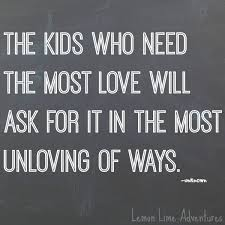 THE KIDS WHO NEED
THE MOST LOVE WILL
ASK FOR IT IN THE MOST
UNLOVING OF WAYS.
~unknown
Lemon Lime Adventures